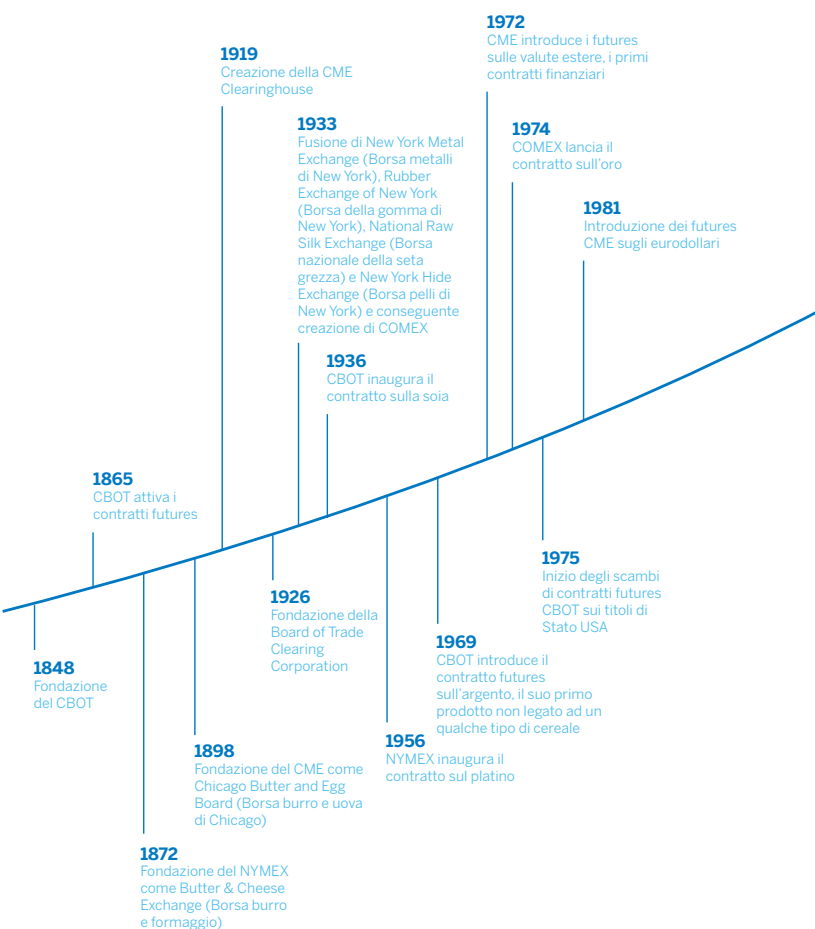 1972
CME introduce i futures
sulle valute estere, i primi
contratti finanziari
1919
Creazione della CME
Clearinghouse
1933
Fusione di New York Metal
Exchange (Borsa metalli
di New York), Rubber
Exchange of New York
(Borsa della gomma di
New York), National Raw
Silk Exchange (Borsa
nazionale della seta
grezza) e New York Hide
Exchange (Borsa pelli di
New York) e conseguente
creazione di COMEX
1974
COMEX lancia il
contratto sull’oro
1981
Introduzione dei futures
CME sugli eurodollari
1936
CBOT inaugura il
contratto sulla soia
1865
CBOT attiva i
contratti futures
1975
Inizio degli scambi
di contratti futures
CBOT sui titoli di
Stato USA
1926
Fondazione della
Board of Trade
Clearing
Corporation
1969
CBOT introduce il
contratto futures
sull’argento, il suo primo
prodotto non legato ad un
qualche tipo di cereale
1848
Fondazione
del CBOT
1956
NYMEX inaugura il
contratto sul platino
1898
Fondazione del CME come
Chicago Butter and Egg
Board (Borsa burro e uova
di Chicago)
1872
Fondazione del NYMEX
come Butter & Cheese
Exchange (Borsa burro
e formaggio)